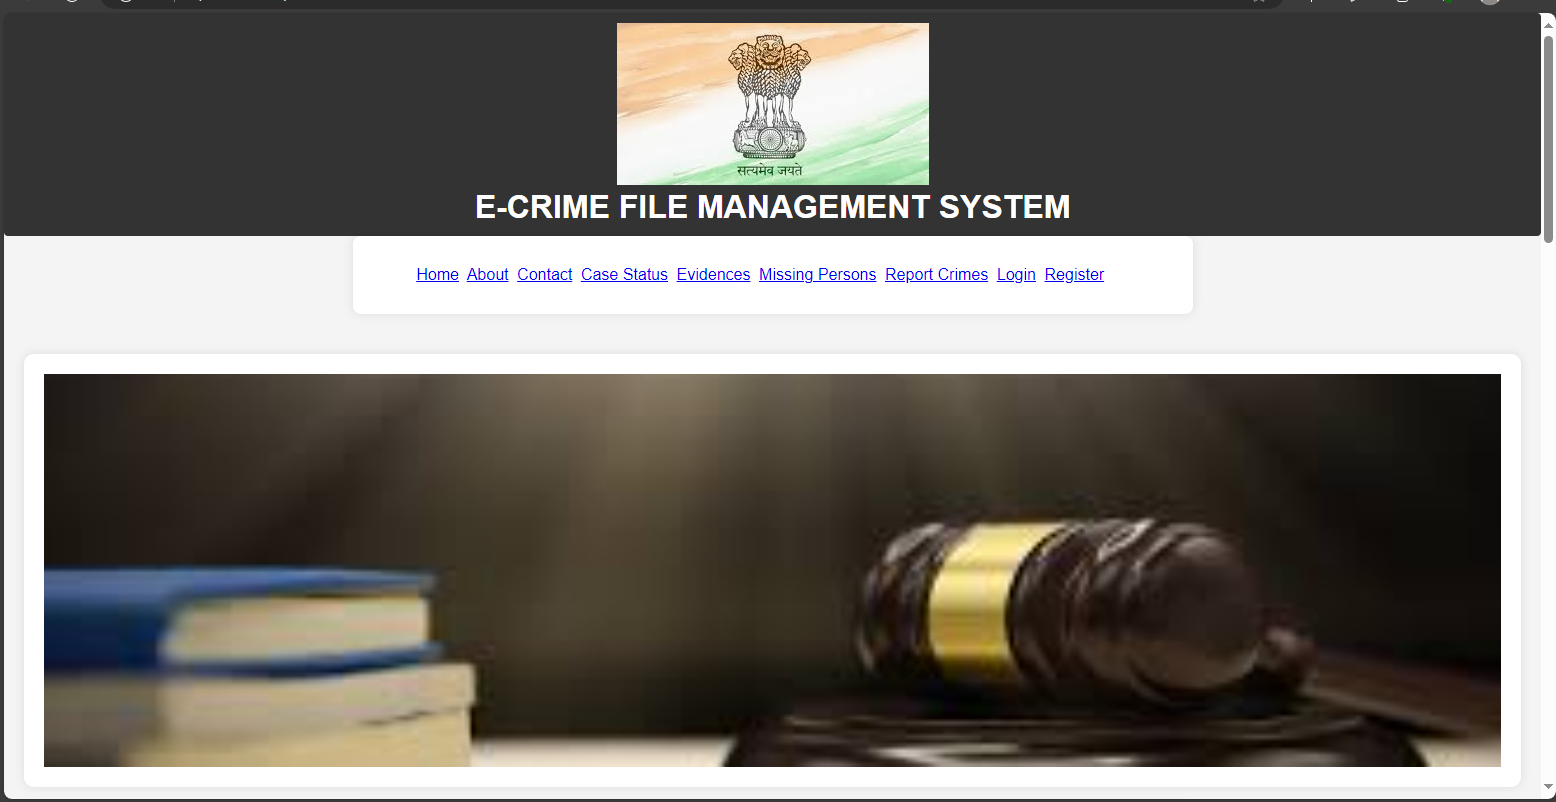 सत्यमेव जयते
E-CRIME FILE MANAGEMENT SYSTEM
Home About Contact Case Status Evidences Missing Persons Report Crimes Login Register